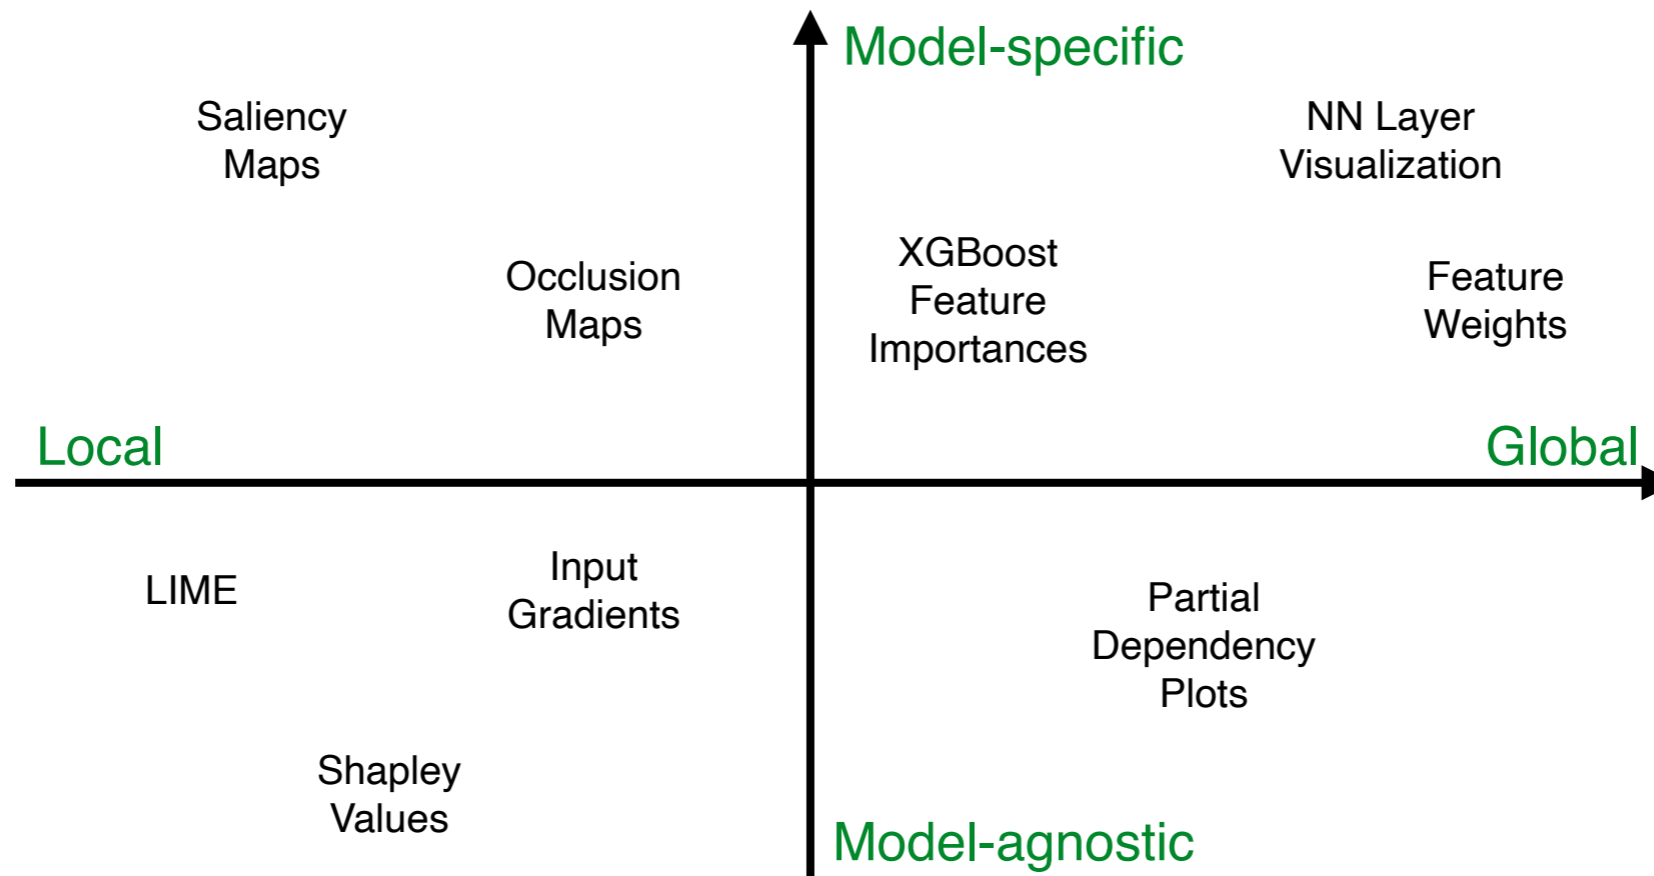 Model-specific
Saliency
Maps
NN Layer
Visualization
Occlusion
Maps
XGBoost
Feature
Importances
Feature
Weights
Local
Global
LIME
Input
Gradients
Partial
Dependency
Plots
Shapley
Values
Model-agnostic